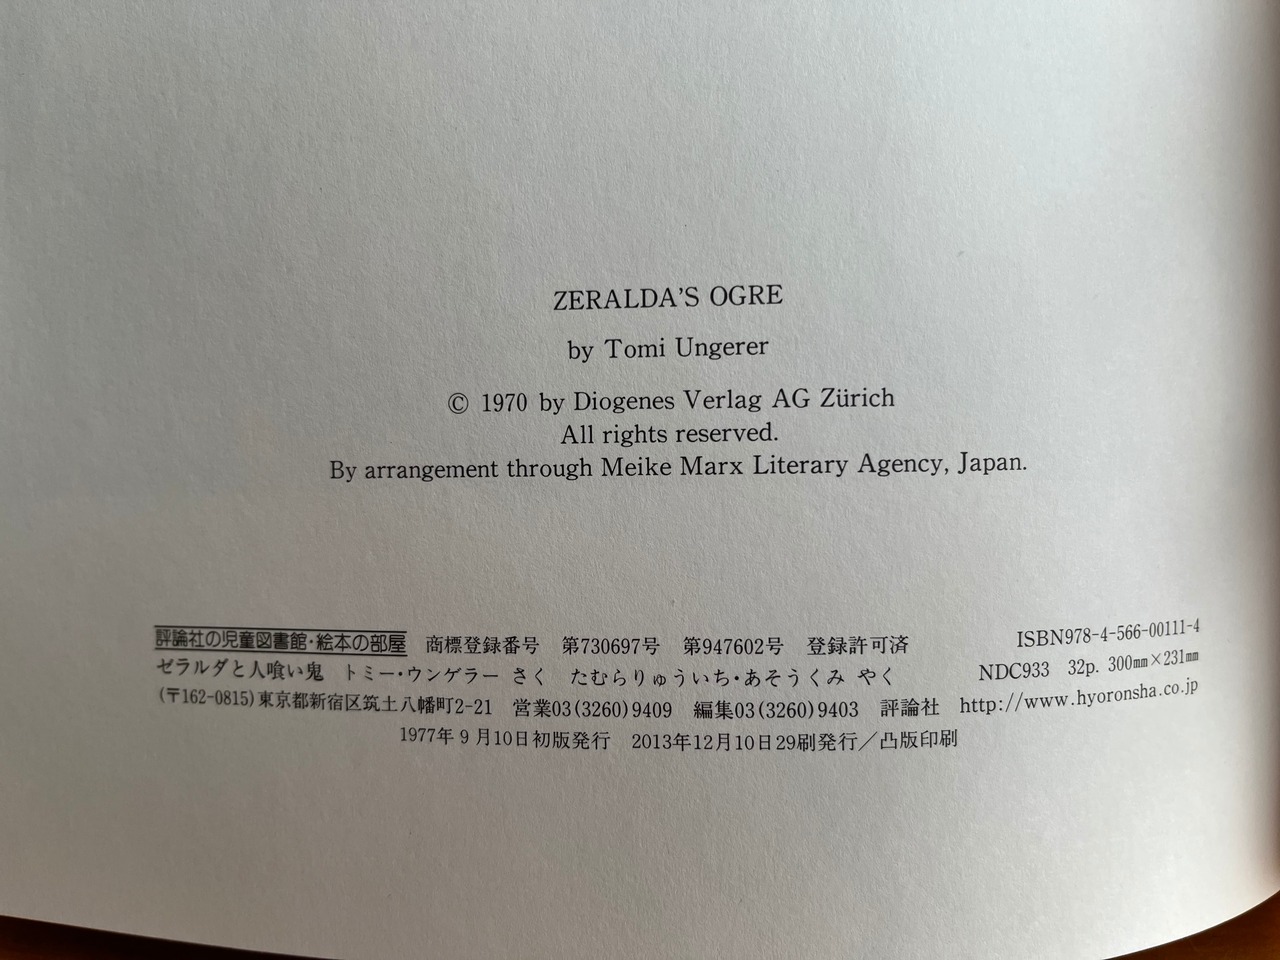 ZERALDA'S OGRE
by Tomi Ungerer
© 1970 by Diogenes Verlag AG Zürich
All rights reserved.
By arrangement through Meike Marx Literary Agency, Japan.
評論社の児童図書館・絵本の部屋 商標登録番号 第730697号 第947602号 登録許可済 ISBN978-4-566-00111-4
ゼラルダと人喰い鬼 トミー・ウンゲラー さく たむらりゅういち・あそうくみ やく NDC933 32p. 300㎜×231㎜
(〒162-0815)東京都新宿区筑土八幡町2-21 営業03(3260)9409 編集03(3260)9403 評論社 http://www.hyoronsha.co.jp
1977年9月10日初版発行 2013年12月10日29刷発行／凸版印刷